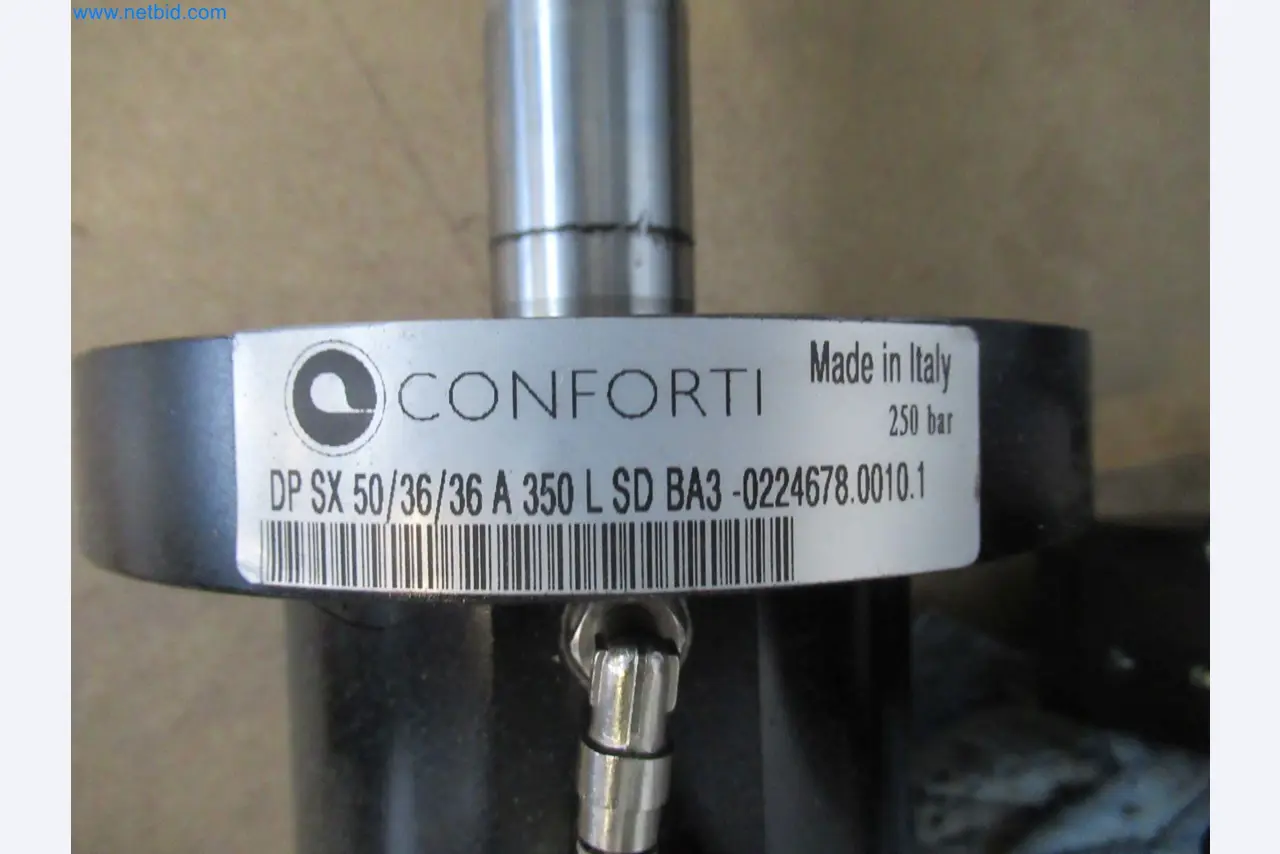 www.netbid.com
CONFORTI
Made in Italy
250 bar
DP SX 50/36/36 A 350 L SD BA3 -0224678.0010.1